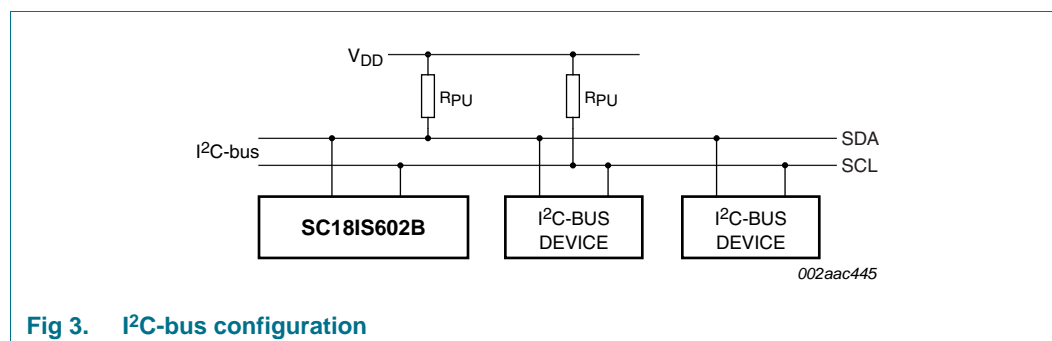 VDD
RPU RPU
SDA
I2C-bus
SCL
SC18IS602B
I2C-BUS DEVICE
I2C-BUS DEVICE
002aac445
Fig 3. I2C-bus configuration